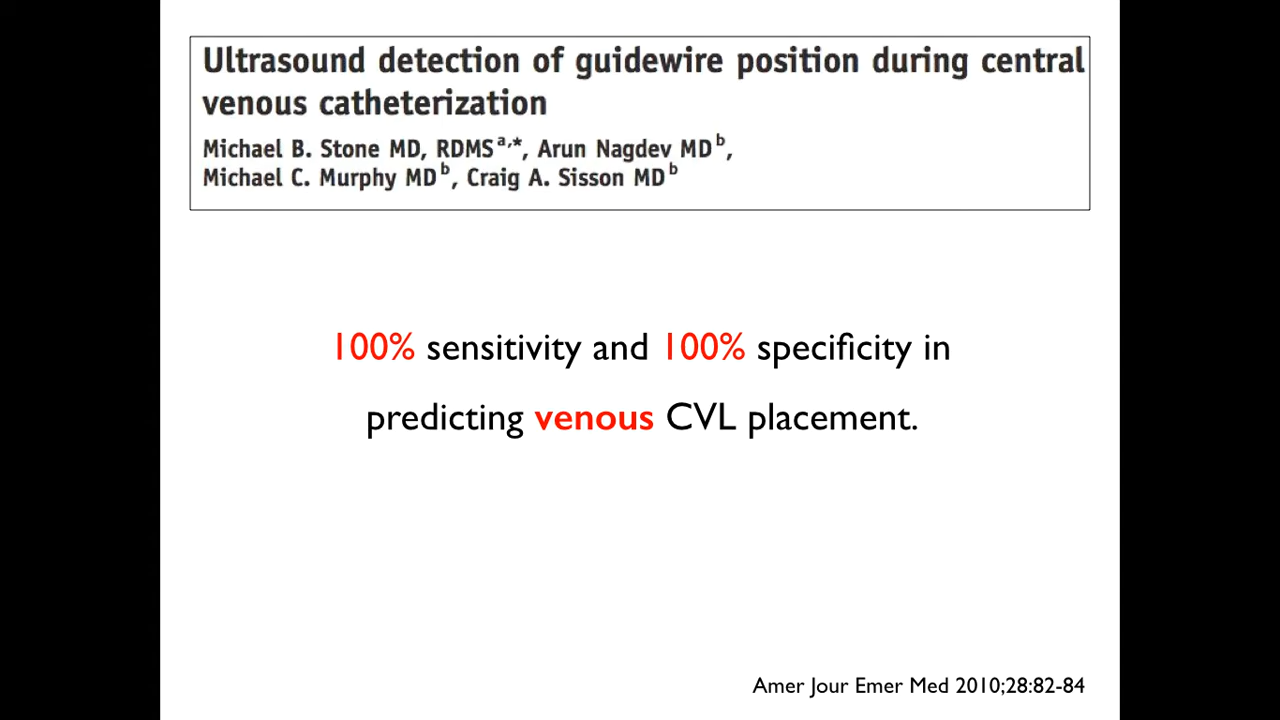 Ultrasound detection of guidewire position during central
venous catheterization
Michael B. Stone MD, RDMS a,*, Arun Nagdev MD b,
Michael C. Murphy MD b, Craig A. Sisson MD b
100% sensitivity and 100% specificity in
predicting venous CVL placement.
Amer Jour Emer Med 2010;28:82-84